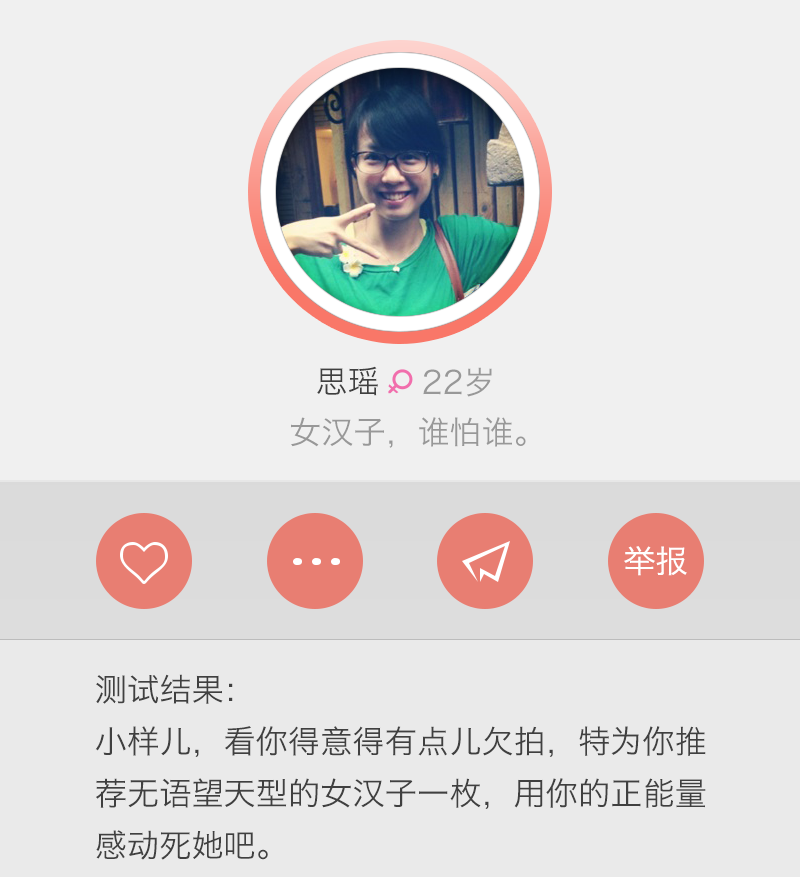 思瑶 22岁
女汉子，谁怕谁。
举报
测试结果：
小样儿，看你得意得有点儿欠拍，特为你推
荐无语望天型的女汉子一枚，用你的正能量
感动死她吧。